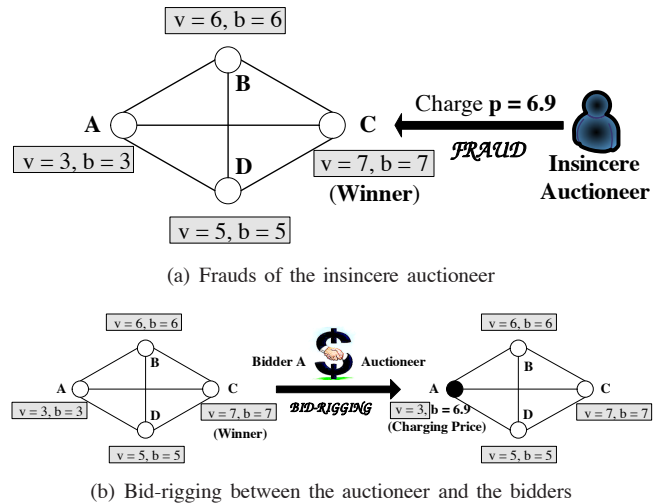 v = 6, b = 6
B
A
C
Charge p = 6.9
FRAUD
D
v = 3, b = 3
v = 7, b = 7
(Winner)
Insincere
Auctioneer
v = 5, b = 5
(a) Frauds of the insincere auctioneer
v = 6, b = 6
B
A
C
D
v = 3, b = 3
v = 7, b = 7
(Winner)
v = 5, b = 5
Bidder A $ Auctioneer
BID-RIGGING
v = 6, b = 6
B
A
C
D
v = 3, b = 6.9
(Charging Price)
v = 7, b = 7
v = 5, b = 5
(b) Bid-rigging between the auctioneer and the bidders